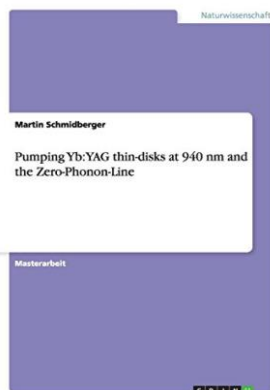 Naturwissenschaft
Martin Schmidberger
Pumping Yb:YAG thin-disks at 940 nm and
the Zero-Phonon-Line
Masterarbeit